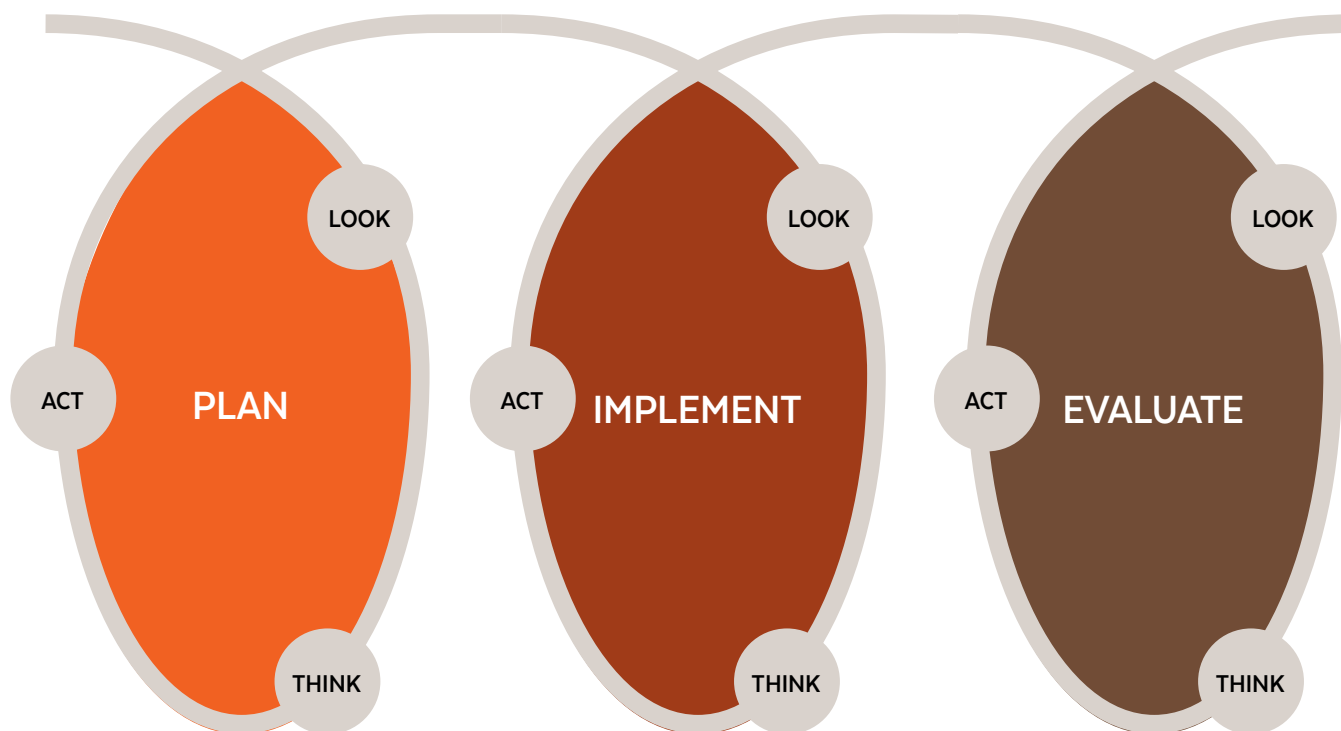 LOOK
ACT
PLAN
THINK
LOOK
ACT
IMPLEMENT
THINK
LOOK
ACT
EVALUATE
THINK